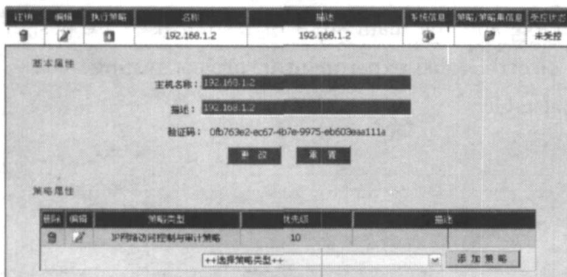 注销 编辑 执行策略 名称 描述 系统信息 策略/策略集信息 受控状态
192.168.1.2 192.168.1.2 未受控
基本属性
主机名称： 192.168.1.2
描述： 192.168.1.2
验证码： 0fb763e2-ec67-4b7e-9975-eb603eaa111a
更改 重置
策略属性
删除 编辑 策略类型 优先级 描述
IP网络访问控制与审计策略 10
++选择策略类型++ 添加策略